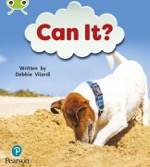 Can It?
Written by
Debbie Vilardi
Pearson